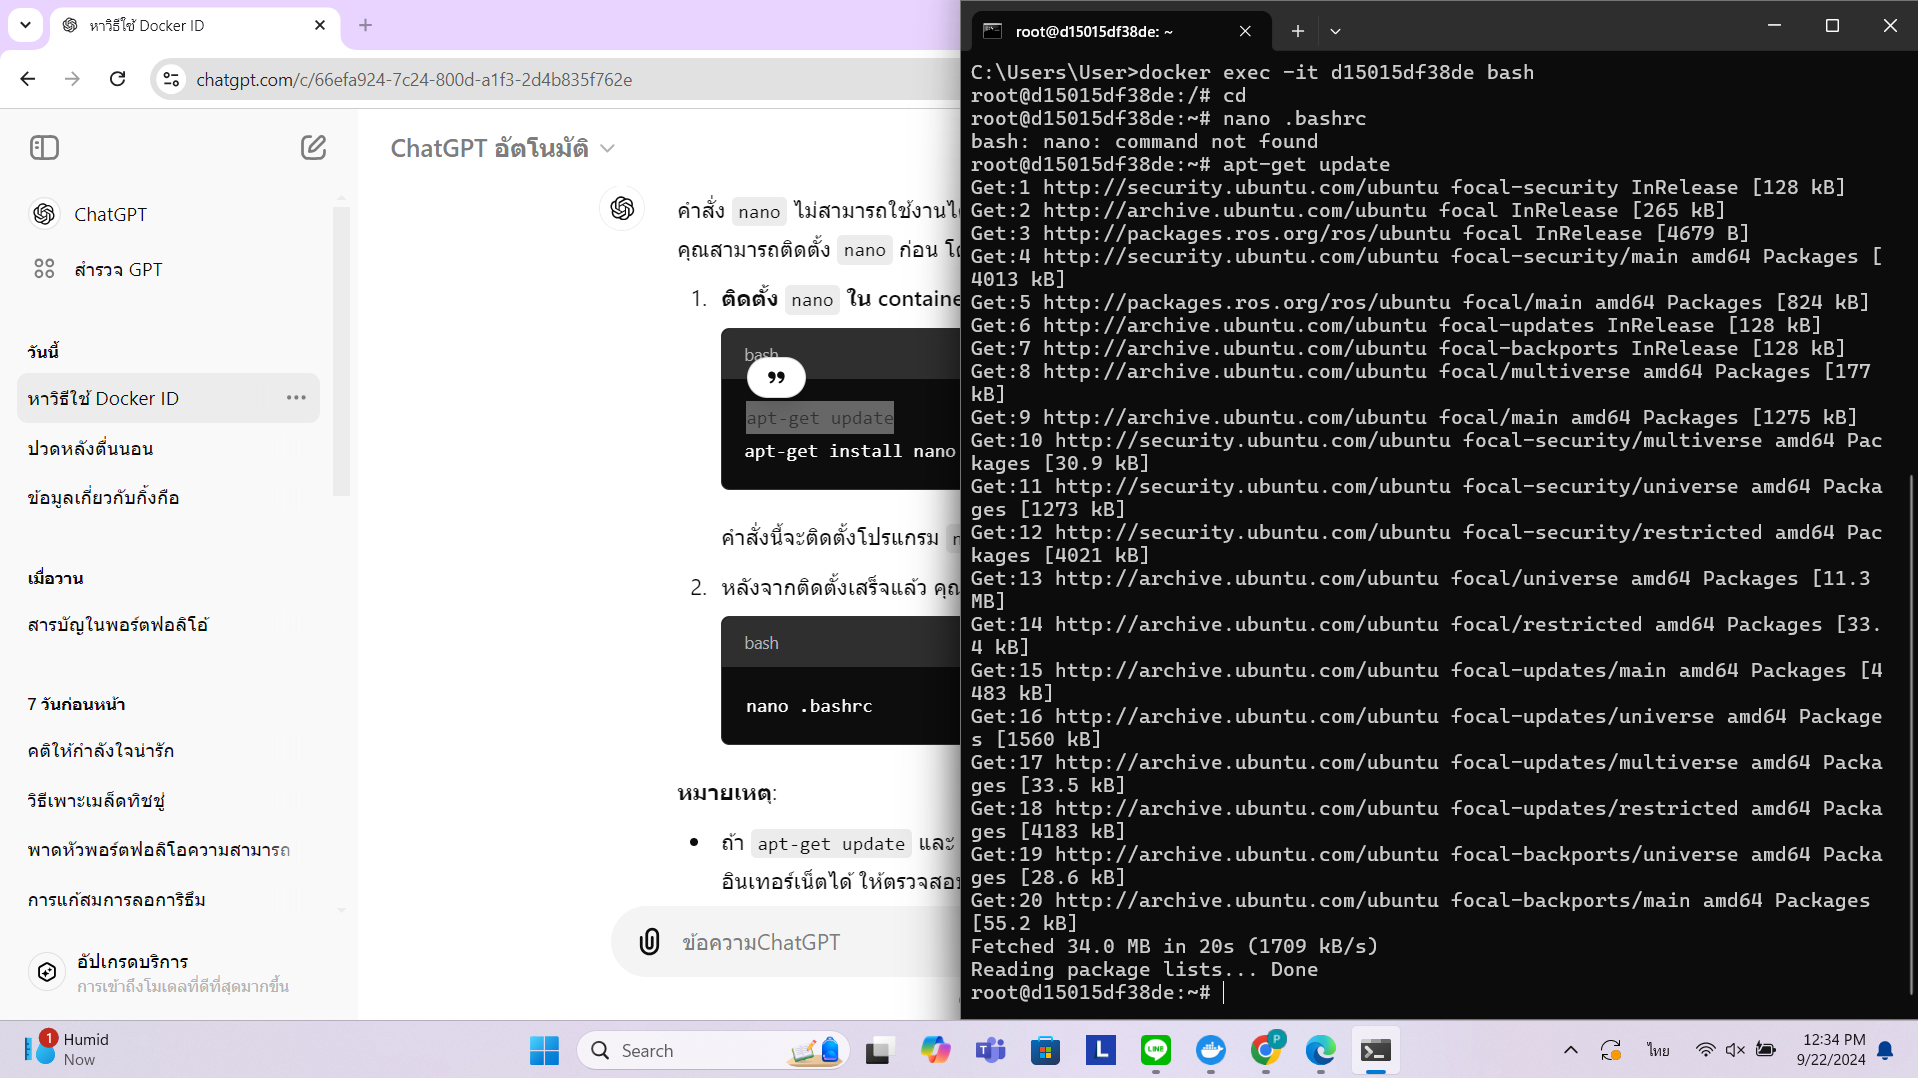 หาวิธีใช้ Docker ID
chatgpt.com/c/66efa924-7c24-800d-a1f3-2d4b835f762e
ChatGPT
สำรวจ GPT
วันนี้
หาวิธีใช้ Docker ID
ปวดหลังตื่นนอน
ข้อมูลเกี่ยวกับกิ้งกือ
เมื่อวาน
สารบัญในพอร์ตฟอลิโอ้
7 วันก่อนหน้า
คติให้กำลังใจน่ารัก
วิธีเพาะเมล็ดทิชชู่
พาดหัวพอร์ตฟอลิโอความสามารถ
การแก้สมการลอการิธึม
อัปเกรดบริการ
การเข้าถึงโมเดลที่ดีที่สุดมากขึ้น
ChatGPT อัตโนมัติ
คำสั่ง nano ไม่สามารถใช้งานได้
คุณสามารถติดตั้ง nano ก่อน
1. ติดตั้ง nano ใน containe
bash
apt-get update
apt-get install nano
คำสั่งนี้จะติดตั้งโปรแกรม n
2. หลังจากติดตั้งเสร็จแล้ว คุณ
bash
nano .bashrc
หมายเหตุ:
• ถ้า apt-get update และ
อินเทอร์เน็ตได้ ให้ตรวจสอบ
ข้อความChatGPT
root@d15015df38de: ~
C:\Users\User>docker exec -it d15015df38de bash
root@d15015df38de:/# cd
root@d15015df38de:~# nano .bashrc
bash: nano: command not found
root@d15015df38de:~# apt-get update
Get:1 http://security.ubuntu.com/ubuntu focal-security InRelease [128 kB]
Get:2 http://archive.ubuntu.com/ubuntu focal InRelease [265 kB]
Get:3 http://packages.ros.org/ros/ubuntu focal InRelease [4679 B]
Get:4 http://security.ubuntu.com/ubuntu focal-security/main amd64 Packages [
4013 kB]
Get:5 http://packages.ros.org/ros/ubuntu focal/main amd64 Packages [824 kB]
Get:6 http://archive.ubuntu.com/ubuntu focal-updates InRelease [128 kB]
Get:7 http://archive.ubuntu.com/ubuntu focal-backports InRelease [128 kB]
Get:8 http://archive.ubuntu.com/ubuntu focal/multiverse amd64 Packages [177
kB]
Get:9 http://archive.ubuntu.com/ubuntu focal/main amd64 Packages [1275 kB]
Get:10 http://security.ubuntu.com/ubuntu focal-security/multiverse amd64 Pac
kages [30.9 kB]
Get:11 http://security.ubuntu.com/ubuntu focal-security/universe amd64 Packa
ges [1273 kB]
Get:12 http://security.ubuntu.com/ubuntu focal-security/restricted amd64 Pac
kages [4021 kB]
Get:13 http://archive.ubuntu.com/ubuntu focal/universe amd64 Packages [11.3
MB]
Get:14 http://archive.ubuntu.com/ubuntu focal/restricted amd64 Packages [33.
4 kB]
Get:15 http://archive.ubuntu.com/ubuntu focal-updates/main amd64 Packages [4
483 kB]
Get:16 http://archive.ubuntu.com/ubuntu focal-updates/universe amd64 Package
s [1560 kB]
Get:17 http://archive.ubuntu.com/ubuntu focal-updates/multiverse amd64 Packa
ges [33.5 kB]
Get:18 http://archive.ubuntu.com/ubuntu focal-updates/restricted amd64 Packa
ges [4183 kB]
Get:19 http://archive.ubuntu.com/ubuntu focal-backports/universe amd64 Packa
ges [28.6 kB]
Get:20 http://archive.ubuntu.com/ubuntu focal-backports/main amd64 Packages
[55.2 kB]
Fetched 34.0 MB in 20s (1709 kB/s)
Reading package lists... Done
root@d15015df38de:~#
1
Humid
Now
Search
L
LINE
P
ไทย
12:34 PM
9/22/2024